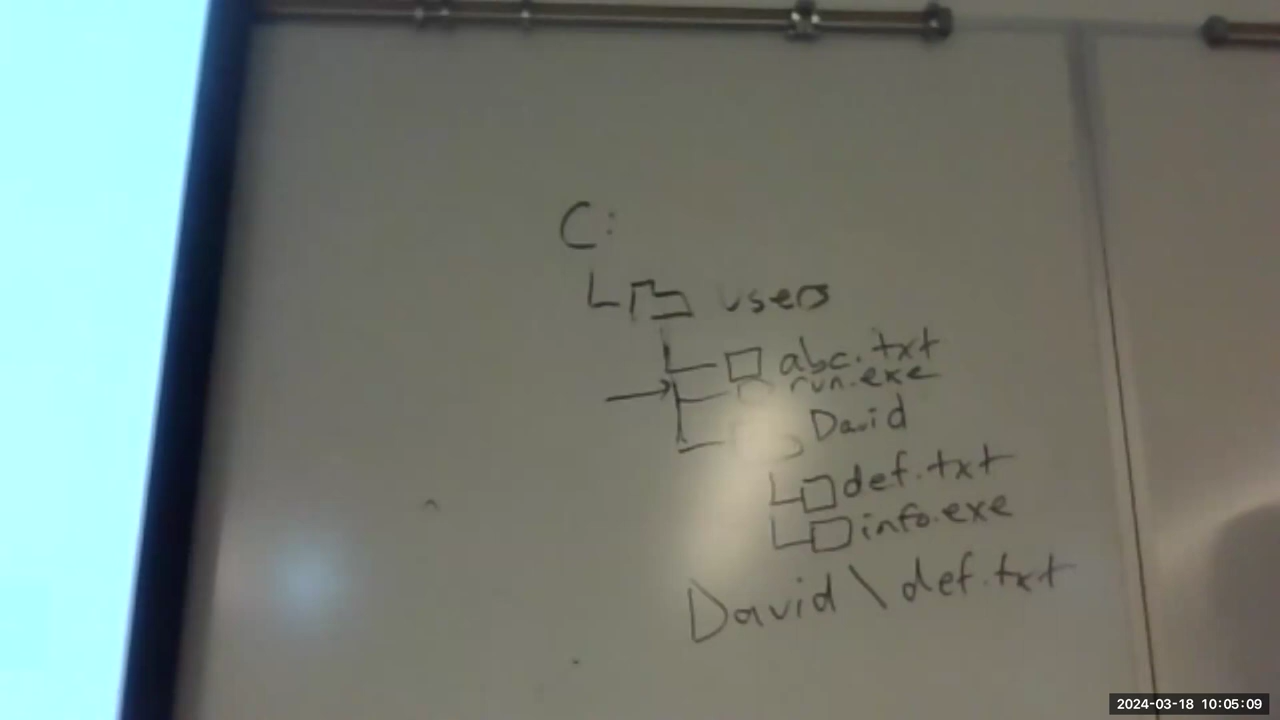 C:
users
abc.txt
run.exe
David
def.txt
info.exe
David\def.txt
2024-03-18 10:05:09